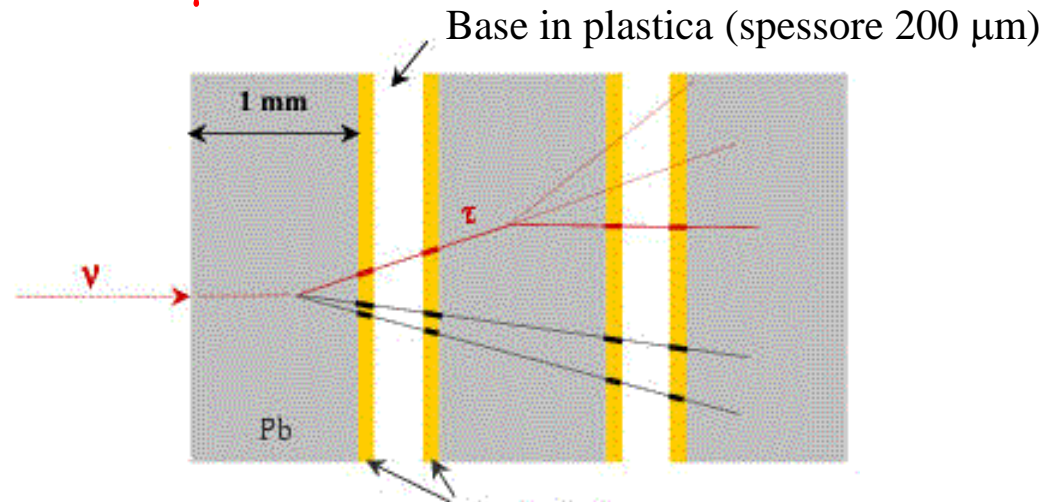 Base in plastica (spessore 200 μm)
1 mm
τ
ν
Pb